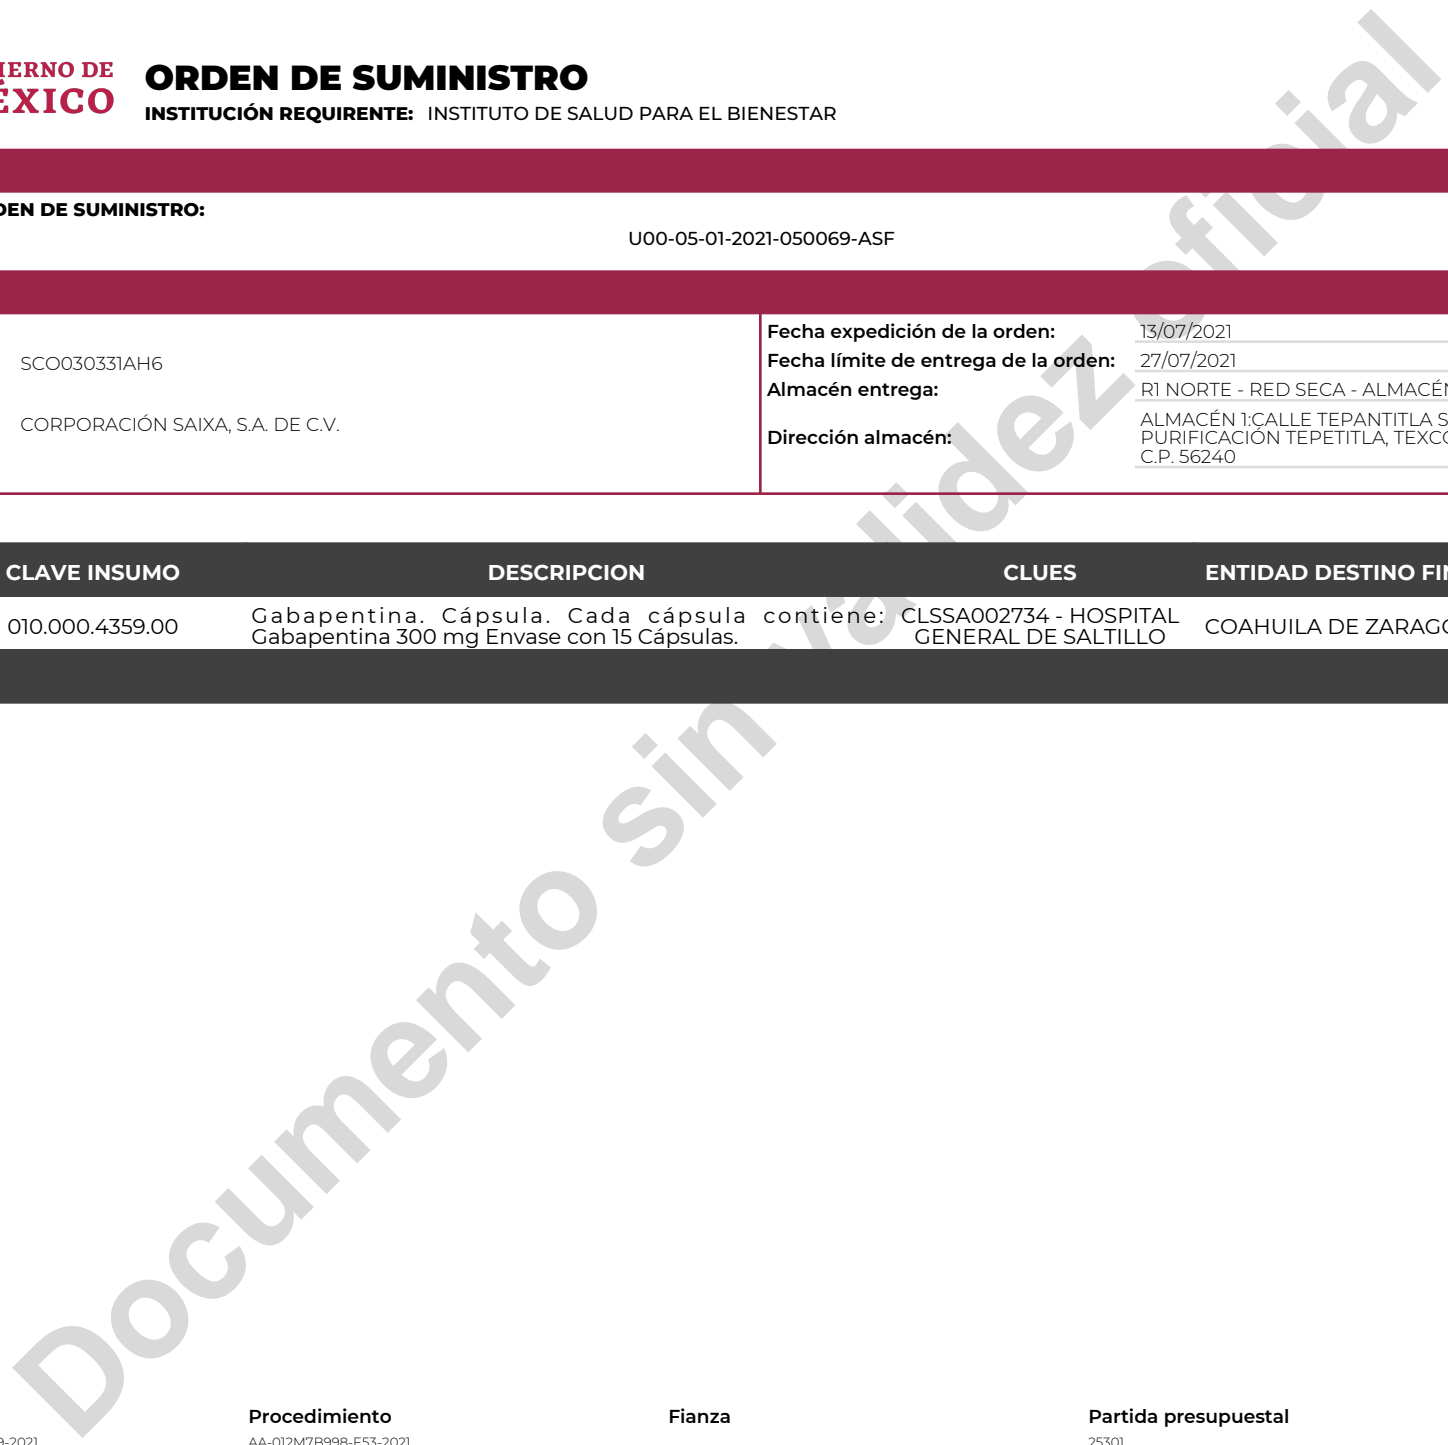 IERNO DE
ÉXICO
ORDEN DE SUMINISTRO
INSTITUCIÓN REQUIRENTE: INSTITUTO DE SALUD PARA EL BIENESTAR
DEN DE SUMINISTRO:
U00-05-01-2021-050069-ASF
SCO030331AH6
CORPORACIÓN SAIXA, S.A. DE C.V.
Fecha expedición de la orden: 13/07/2021
Fecha límite de entrega de la orden: 27/07/2021
Almacén entrega: R1 NORTE - RED SECA - ALMACÉN
Dirección almacén: ALMACÉN 1:CALLE TEPANTITLA S
PURIFICACIÓN TEPETITLA, TEXCO
C.P. 56240
CLAVE INSUMO DESCRIPCION CLUES ENTIDAD DESTINO FIN
010.000.4359.00 Gabapentina. Cápsula. Cada cápsula contiene: CLSSA002734 - HOSPITAL COAHUILA DE ZARAGO
Gabapentina 300 mg Envase con 15 Cápsulas. GENERAL DE SALTILLO
Documento sin validez oficial
Procedimiento Fianza Partida presupuestal
9-2021 AA-012M7B998-E53-2021 25301